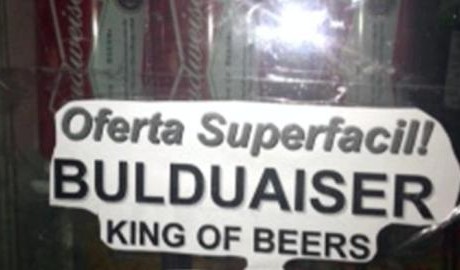 Oferta Superfacil!
BULDUAISER
KING OF BEERS